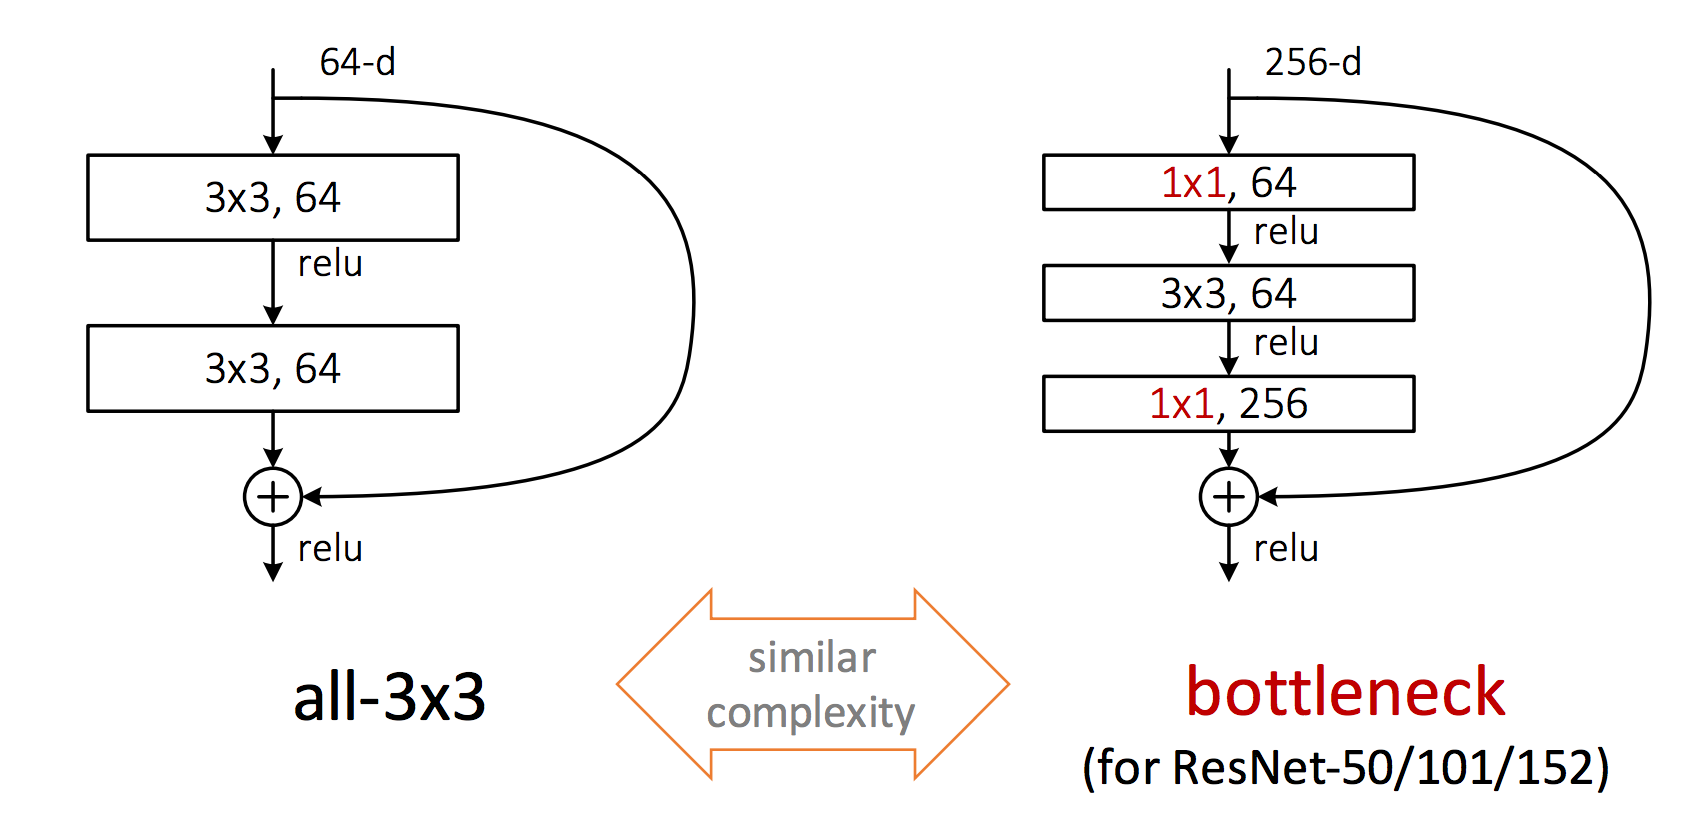 64-d
3x3, 64
relu
3x3, 64
relu
all-3x3
similar
complexity
256-d
1x1, 64
relu
3x3, 64
relu
1x1, 256
relu
bottleneck
(for ResNet-50/101/152)